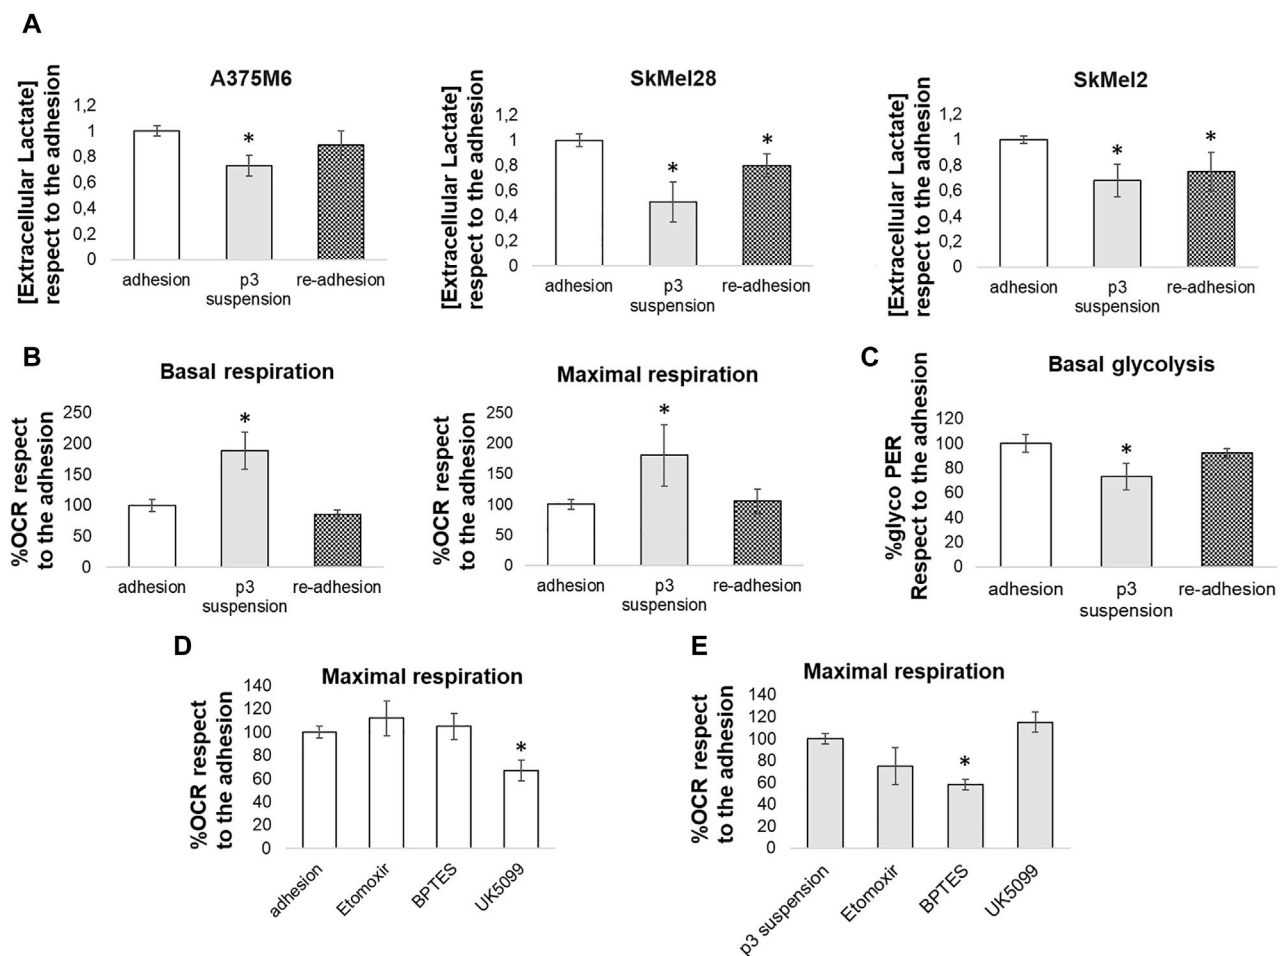 A
A375M6
[Extracellular Lactate]
respect to the adhesion
1,2
1
0,8
0,6
0,4
0,2
0
*
adhesion
p3
suspension
re-adhesion
SkMel28
[Extracellular Lactate]
respect to the adhesion
1,2
1
0,8
0,6
0,4
0,2
0
*
*
adhesion
p3
suspension
re-adhesion
SkMel2
[Extracellular Lactate]
respect to the adhesion
1,2
1
0,8
0,6
0,4
0,2
0
*
*
adhesion
p3
suspension
re-adhesion
B
Basal respiration
%OCR respect
to the adhesion
250
200
150
100
50
0
*
adhesion
p3
suspension
re-adhesion
Maximal respiration
%OCR respect
to the adhesion
250
200
150
100
50
0
*
adhesion
p3
suspension
re-adhesion
C
Basal glycolysis
%glyco PER
Respect to the adhesion
120
100
80
60
40
20
0
*
adhesion
p3
suspension
re-adhesion
D
Maximal respiration
%OCR respect
to the adhesion
140
120
100
80
60
40
20
0
*
adhesion
Etomoxir
BPTES
UK5099
E
Maximal respiration
%OCR respect
to the adhesion
140
120
100
80
60
40
20
0
*
p3 suspension
Etomoxir
BPTES
UK5099